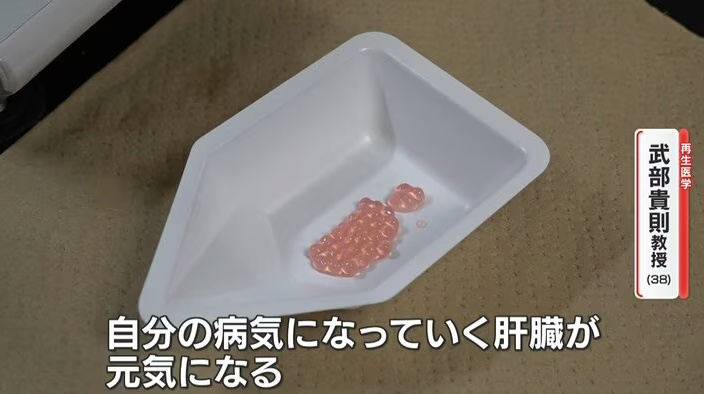 再生医学
武部貴則教授
(38)
自分の病気になっていく肝臓が
元気になる